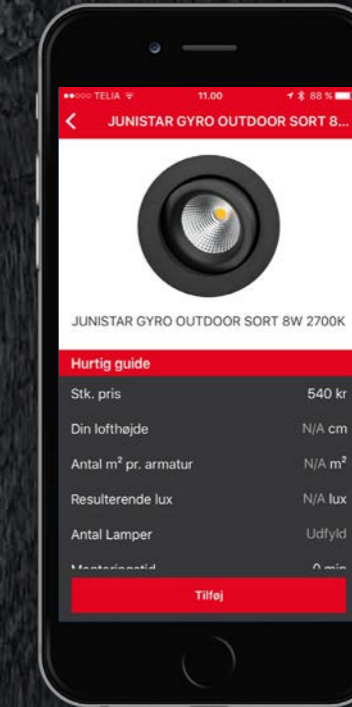 TELIA 11.00 88 %
JUNISTAR GYRO OUTDOOR SORT 8...
JUNISTAR GYRO OUTDOOR SORT 8W 2700K
Hurtig guide
Stk. pris 540 kr
Din lofthøjde N/A cm
Antal m² pr. armatur N/A m²
Resulterende lux N/A lux
Antal Lamper Udfyld
Monteringstid 0 min
Tilføj